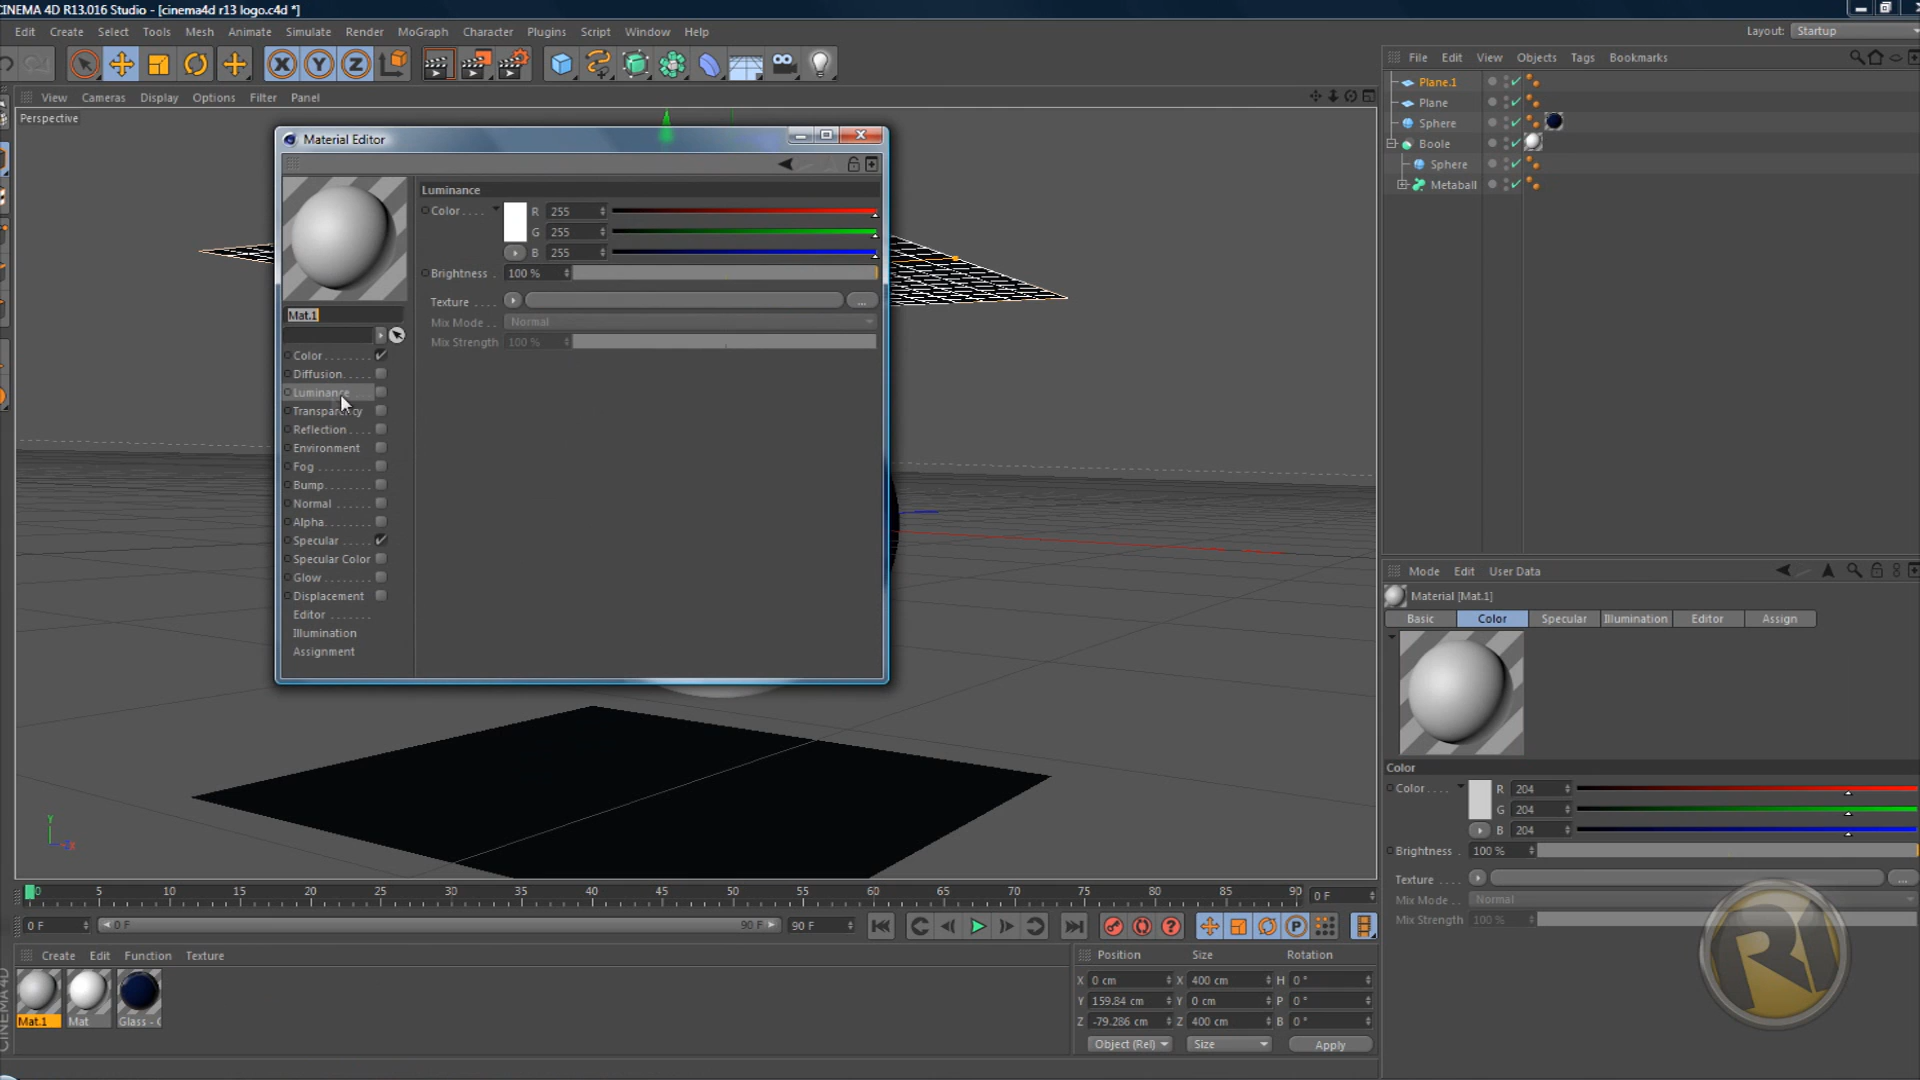 CINEMA 4D R13.016 Studio - [cinema4d r13 logo.c4d *]
Edit Create Select Tools Mesh Animate Simulate Render MoGraph Character Plugins Script Window Help
Layout: Startup
X Y Z
File Edit View Objects Tags Bookmarks
View Cameras Display Options Filter Panel
Perspective
Plane.1
Plane
Sphere
Boole
Sphere
Metaball
Material Editor
Luminance
Color . . . . R 255
G 255
B 255
Brightness . 100 %
Texture . . . . ...
Mix Mode . . Normal
Mix Strength 100 %
Mat.1
Color . . . . . . .
Diffusion . . . . .
Luminance
Transparency
Reflection . . . .
Environment
Fog . . . . . . . .
Bump. . . . . . .
Normal . . . . . .
Alpha. . . . . . .
Specular . . . . .
Specular Color
Glow . . . . . . . .
Displacement
Editor . . . . . . .
Illumination
Assignment
Mode Edit User Data
Material [Mat.1]
Basic Color Specular Illumination Editor Assign
Color
Color . . . . R 204
G 204
B 204
Brightness . 100 %
Texture . . . . ...
Mix Mode . . Normal
Mix Strength 100 %
Y
X
0 5 10 15 20 25 30 35 40 45 50 55 60 65 70 75 80 85 90 0 F
0 F 0 F 90 F 90 F
? P
Create Edit Function Texture
Mat.1 Mat Glass - C
Position Size Rotation
X 0 cm X 400 cm H 0 °
Y 159.84 cm Y 0 cm P 0 °
Z -79.286 cm Z 400 cm B 0 °
Object (Rel) Size Apply
CINEMA 4D
R